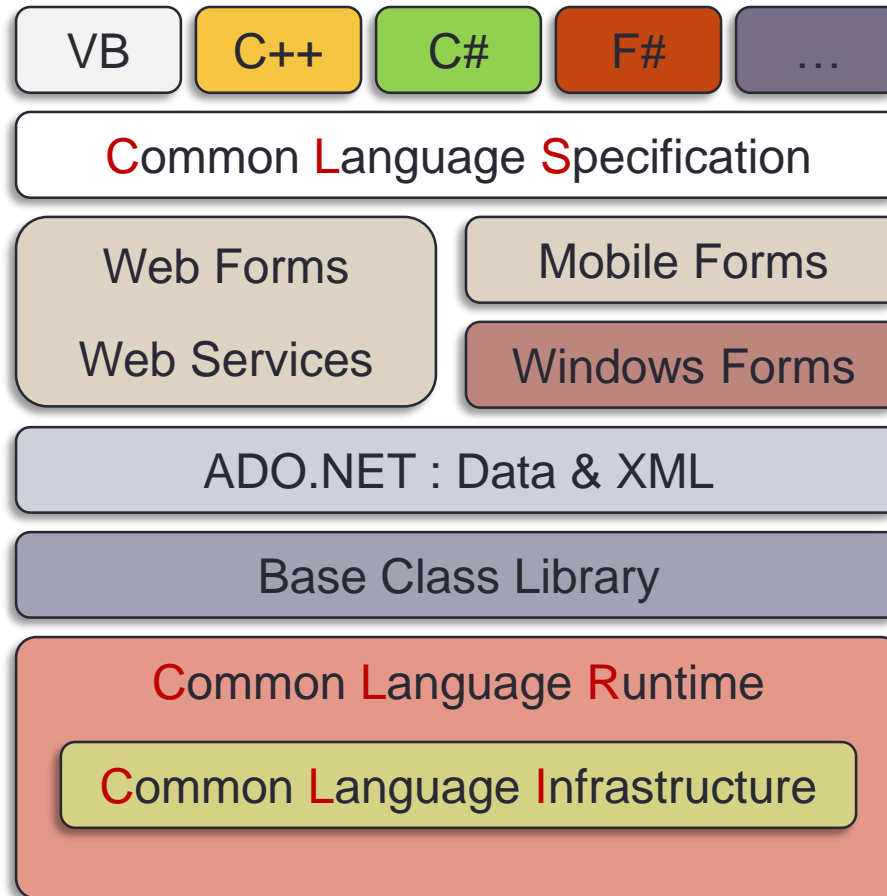 VB C++ C# F# …
Common Language Specification
Web Forms
Web Services
Mobile Forms
Windows Forms
ADO.NET : Data & XML
Base Class Library
Common Language Runtime
Common Language Infrastructure